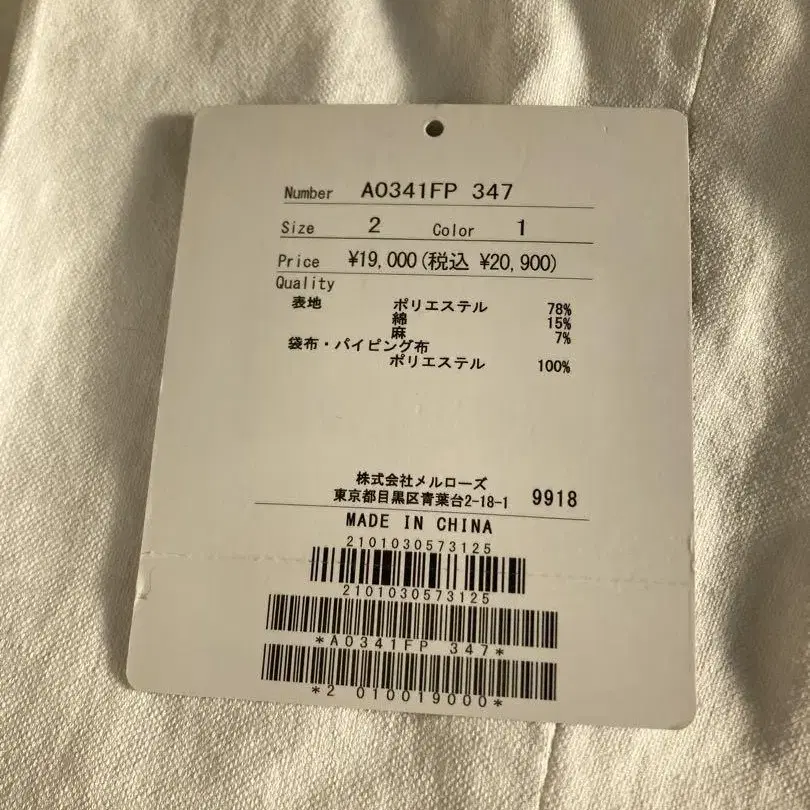 Number A0341FP 347
Size 2 Color 1
Price ¥19,000(税込 ¥20,900)
Quality
表地 ポリエステル 78%
綿 15%
麻 7%
袋布・パイピング布
ポリエステル 100%
株式会社メルローズ
東京都目黒区青葉台2-18-1 9918
MADE IN CHINA
2101030573125
2101030573125
*A0341FP 347*
*2 010019000*